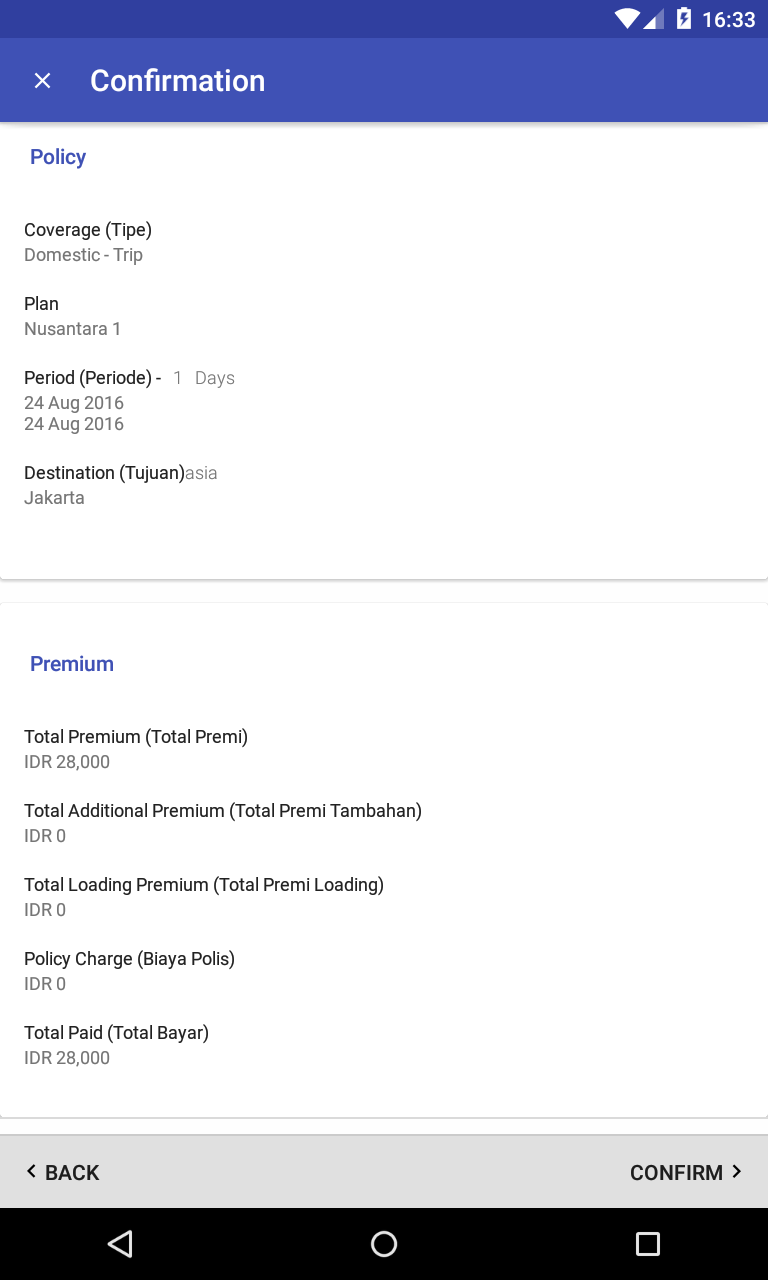 16:33
Confirmation
Policy
Coverage (Tipe)
Domestic - Trip
Plan
Nusantara 1
Period (Periode) - 1 Days
24 Aug 2016
24 Aug 2016
Destination (Tujuan)asia
Jakarta
Premium
Total Premium (Total Premi)
IDR 28,000
Total Additional Premium (Total Premi Tambahan)
IDR 0
Total Loading Premium (Total Premi Loading)
IDR 0
Policy Charge (Biaya Polis)
IDR 0
Total Paid (Total Bayar)
IDR 28,000
BACK CONFIRM